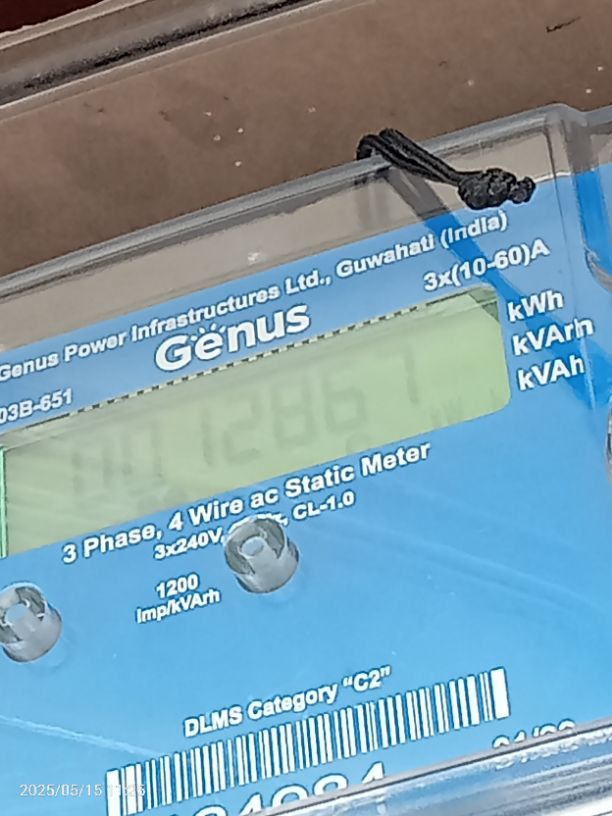 Genus Power Infrastructures Ltd., Guwahati (India)
Genus
3x(10-60)A
03B-651
kWh
kVArh
kVAh
0012867
3 Phase, 4 Wire ac Static Meter
3x240V, CL-1.0
1200
imp/kVArh
DLMS Category "C2"
2025/05/15